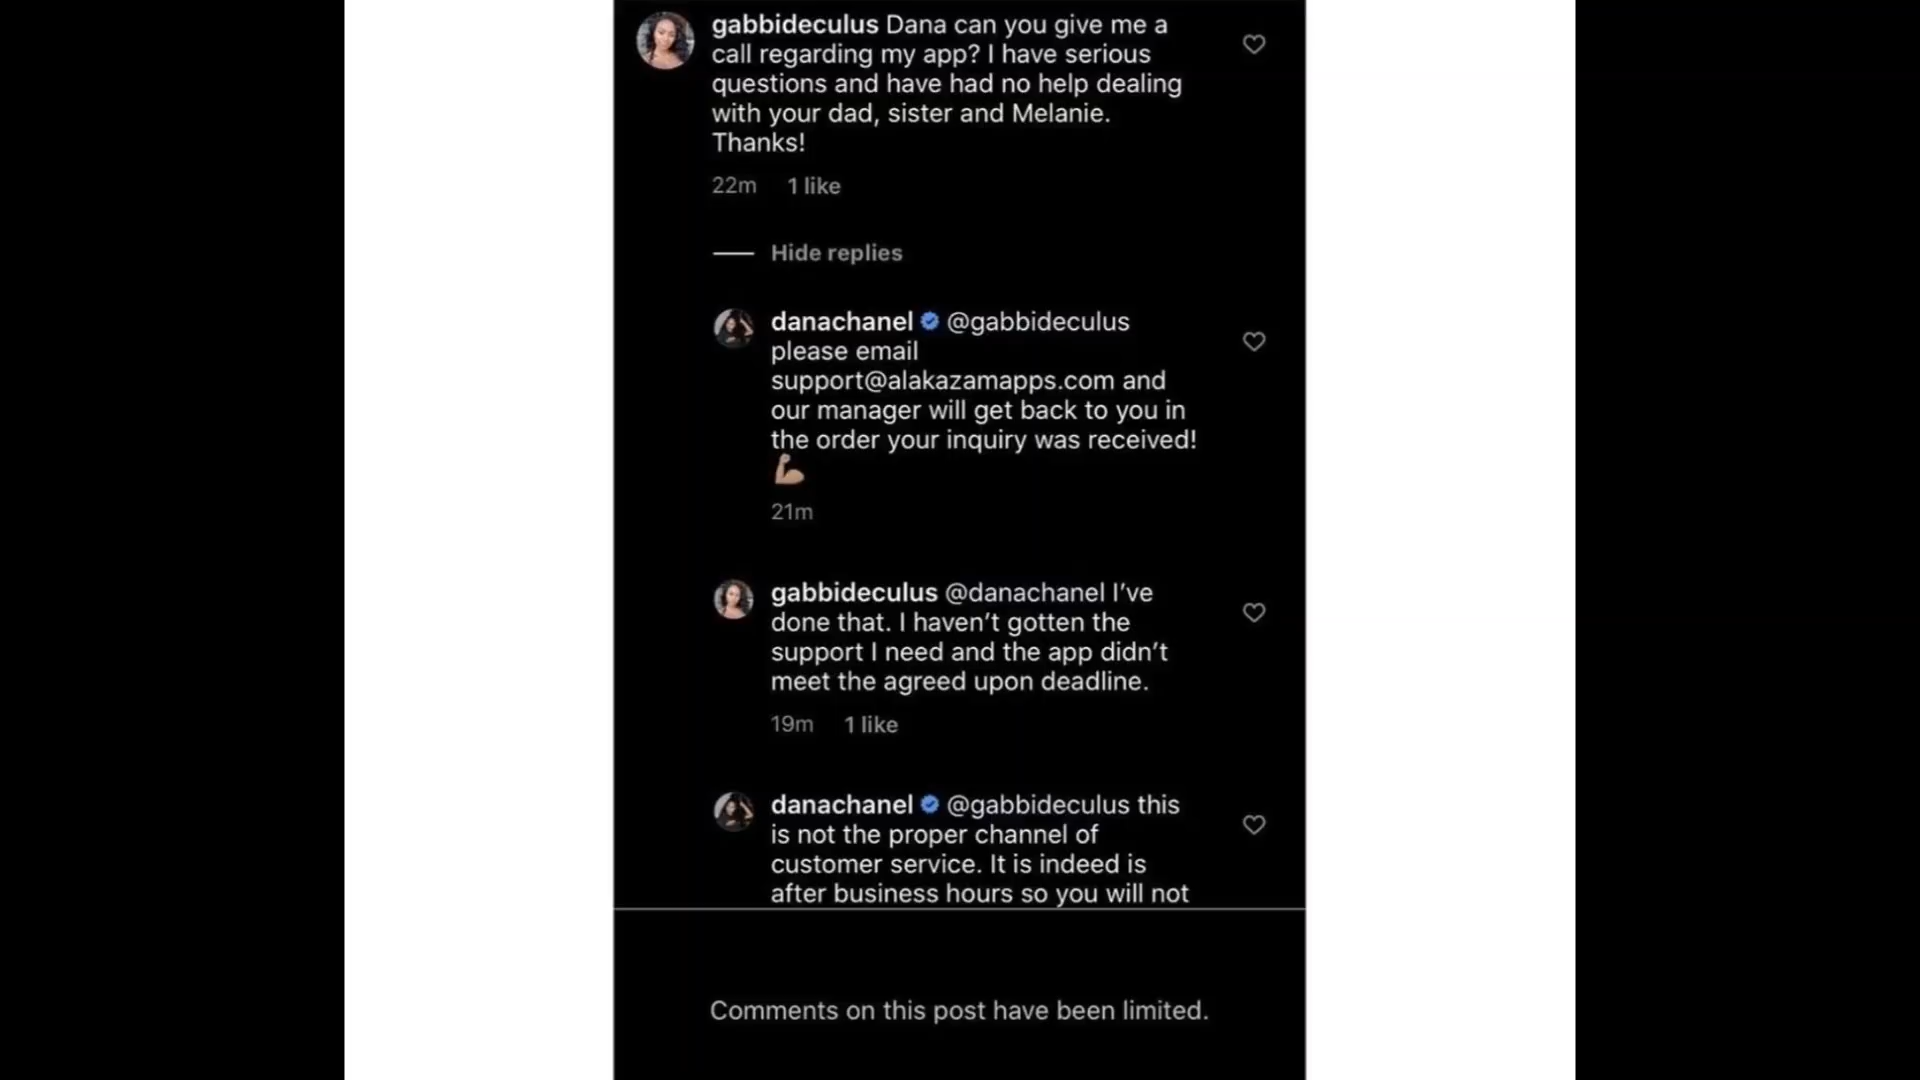 gabbideculus Dana can you give me a
call regarding my app? I have serious
questions and have had no help dealing
with your dad, sister and Melanie.
Thanks!
22m 1 like
Hide replies
danachanel @gabbideculus
please email
support@alakazamapps.com and
our manager will get back to you in
the order your inquiry was received!
💪🏽
21m
gabbideculus @danachanel I’ve
done that. I haven’t gotten the
support I need and the app didn’t
meet the agreed upon deadline.
19m 1 like
danachanel @gabbideculus this
is not the proper channel of
customer service. It is indeed is
after business hours so you will not
Comments on this post have been limited.